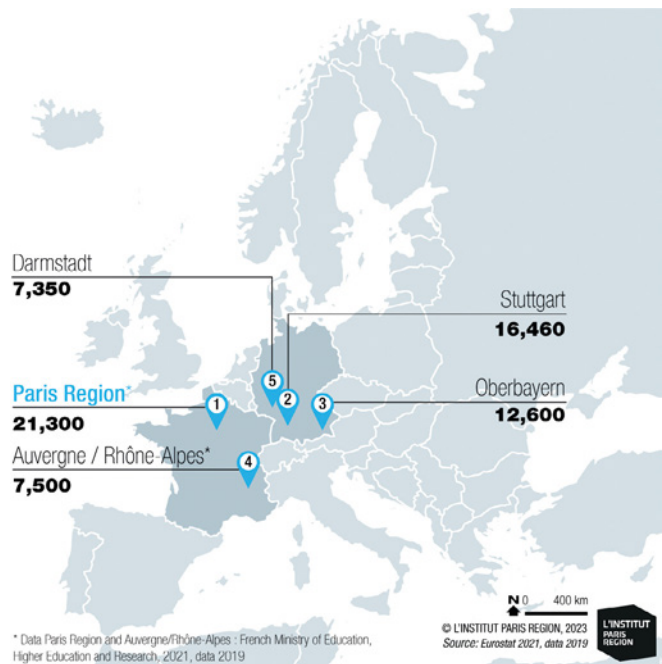 Darmstadt
7,350
Stuttgart
16,460
5
2
3
1
Paris Region*
21,300
Oberbayern
12,600
Auvergne / Rhône-Alpes*
7,500
4
N 0 400 km
© L'INSTITUT PARIS REGION, 2023
Source: Eurostat 2021, data 2019
L'INSTITUT
PARIS
REGION
* Data Paris Region and Auvergne/Rhône-Alpes : French Ministry of Education,
Higher Education and Research, 2021, data 2019